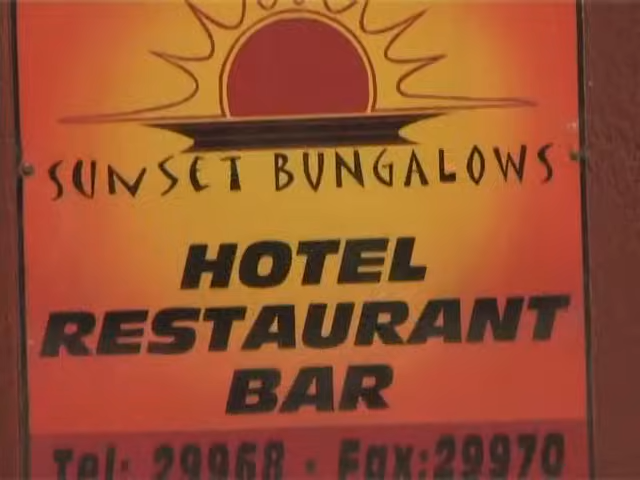 SUNSET BUNGALOWS
HOTEL
RESTAURANT
BAR
Tel: 29968 · Fax:29970